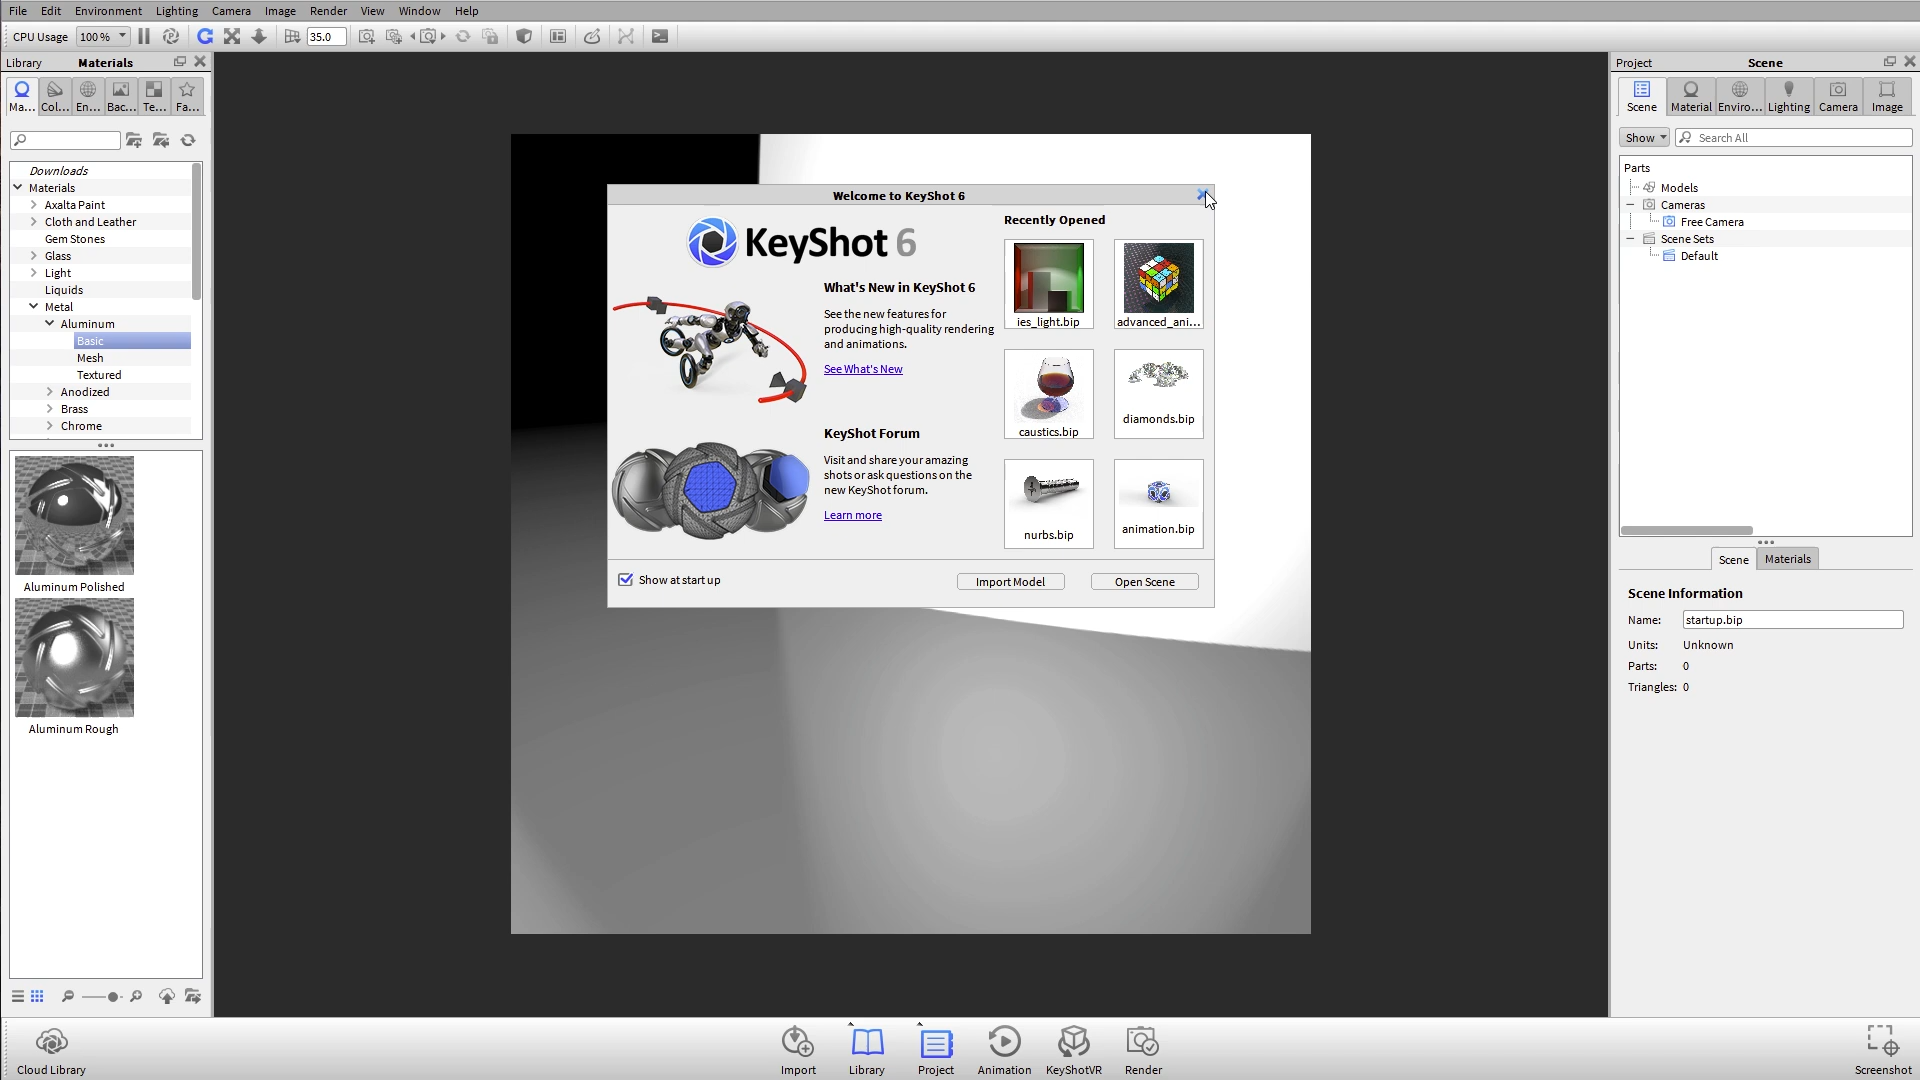 File Edit Environment Lighting Camera Image Render View Window Help
CPU Usage 100 % 35.0
Library Materials
Ma... Col... En... Bac... Te... Fa...
Downloads
Materials
Axalta Paint
Cloth and Leather
Gem Stones
Glass
Light
Liquids
Metal
Aluminum
Basic
Mesh
Textured
Anodized
Brass
Chrome
Aluminum Polished
Aluminum Rough
Welcome to KeyShot 6
KeyShot 6
What's New in KeyShot 6
See the new features for
producing high-quality rendering
and animations.
See What's New
KeyShot Forum
Visit and share your amazing
shots or ask questions on the
new KeyShot forum.
Learn more
Recently Opened
ies_light.bip advanced_ani...
caustics.bip diamonds.bip
nurbs.bip animation.bip
Show at start up
Import Model Open Scene
Project Scene
Scene Material Enviro... Lighting Camera Image
Show Search All
Parts
Models
Cameras
Free Camera
Scene Sets
Default
Scene Materials
Scene Information
Name: startup.bip
Units: Unknown
Parts: 0
Triangles: 0
Cloud Library Import Library Project Animation KeyShotVR Render Screenshot